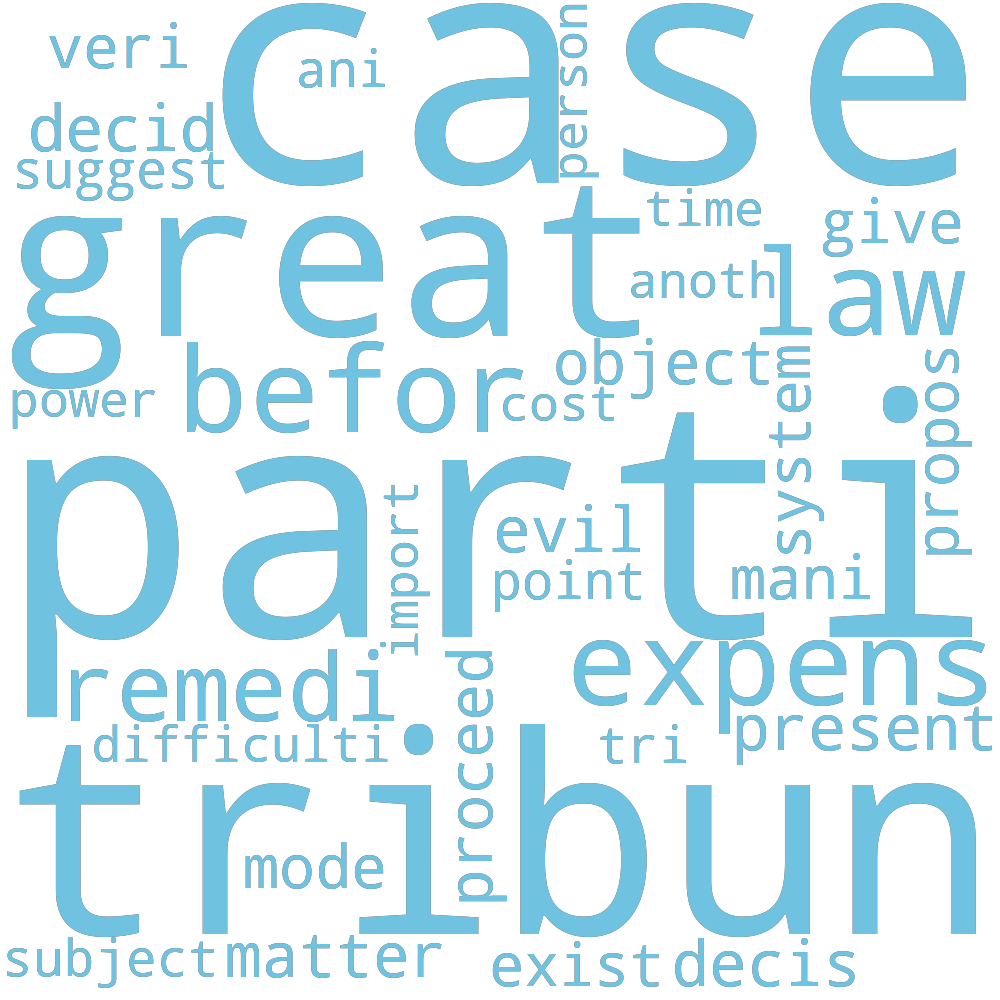 case
veri
ani
person
decid
suggest
great
time
give
anoth
law
befor
object
power
cost
system
propos
parti
import
evil
point
mani
remedi
expens
proceed
difficulti
tri
present
tribun
mode
subject
matter
exist
decis